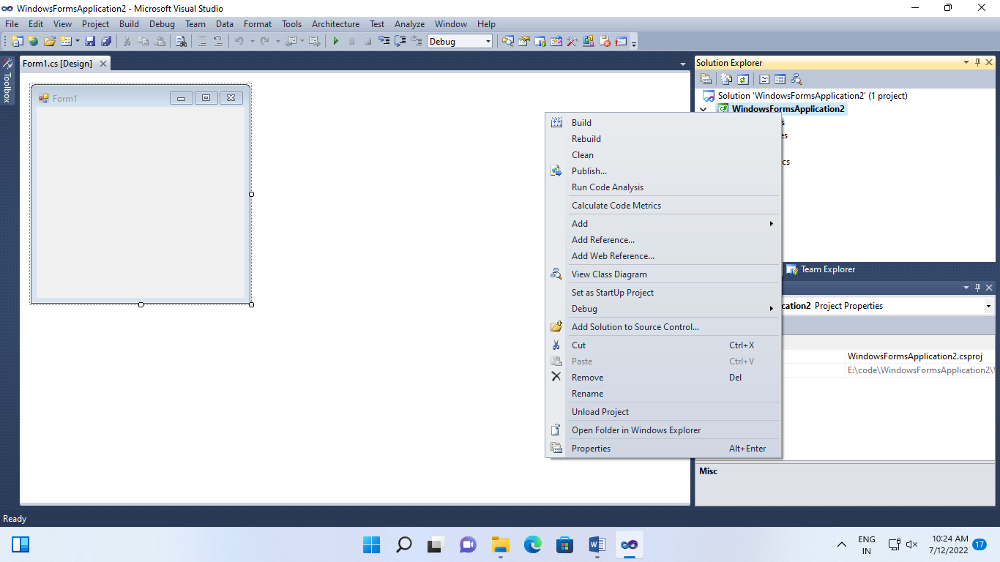 WindowsFormsApplication2 - Microsoft Visual Studio
File Edit View Project Build Debug Team Data Format Tools Architecture Test Analyze Window Help
Debug
Toolbox
Form1.cs [Design]
Form1
Solution Explorer
Solution 'WindowsFormsApplication2' (1 project)
WindowsFormsApplication2
s
es
cs
Build
Rebuild
Clean
Publish...
Run Code Analysis
Calculate Code Metrics
Add
Add Reference...
Add Web Reference...
View Class Diagram
Set as StartUp Project
Debug
Add Solution to Source Control...
Cut Ctrl+X
Paste Ctrl+V
Remove Del
Rename
Unload Project
Open Folder in Windows Explorer
Properties Alt+Enter
Team Explorer
cation2 Project Properties
WindowsFormsApplication2.csproj
E:\code\WindowsFormsApplication2\
Misc
Ready
ENG
IN
10:24 AM
7/12/2022
17